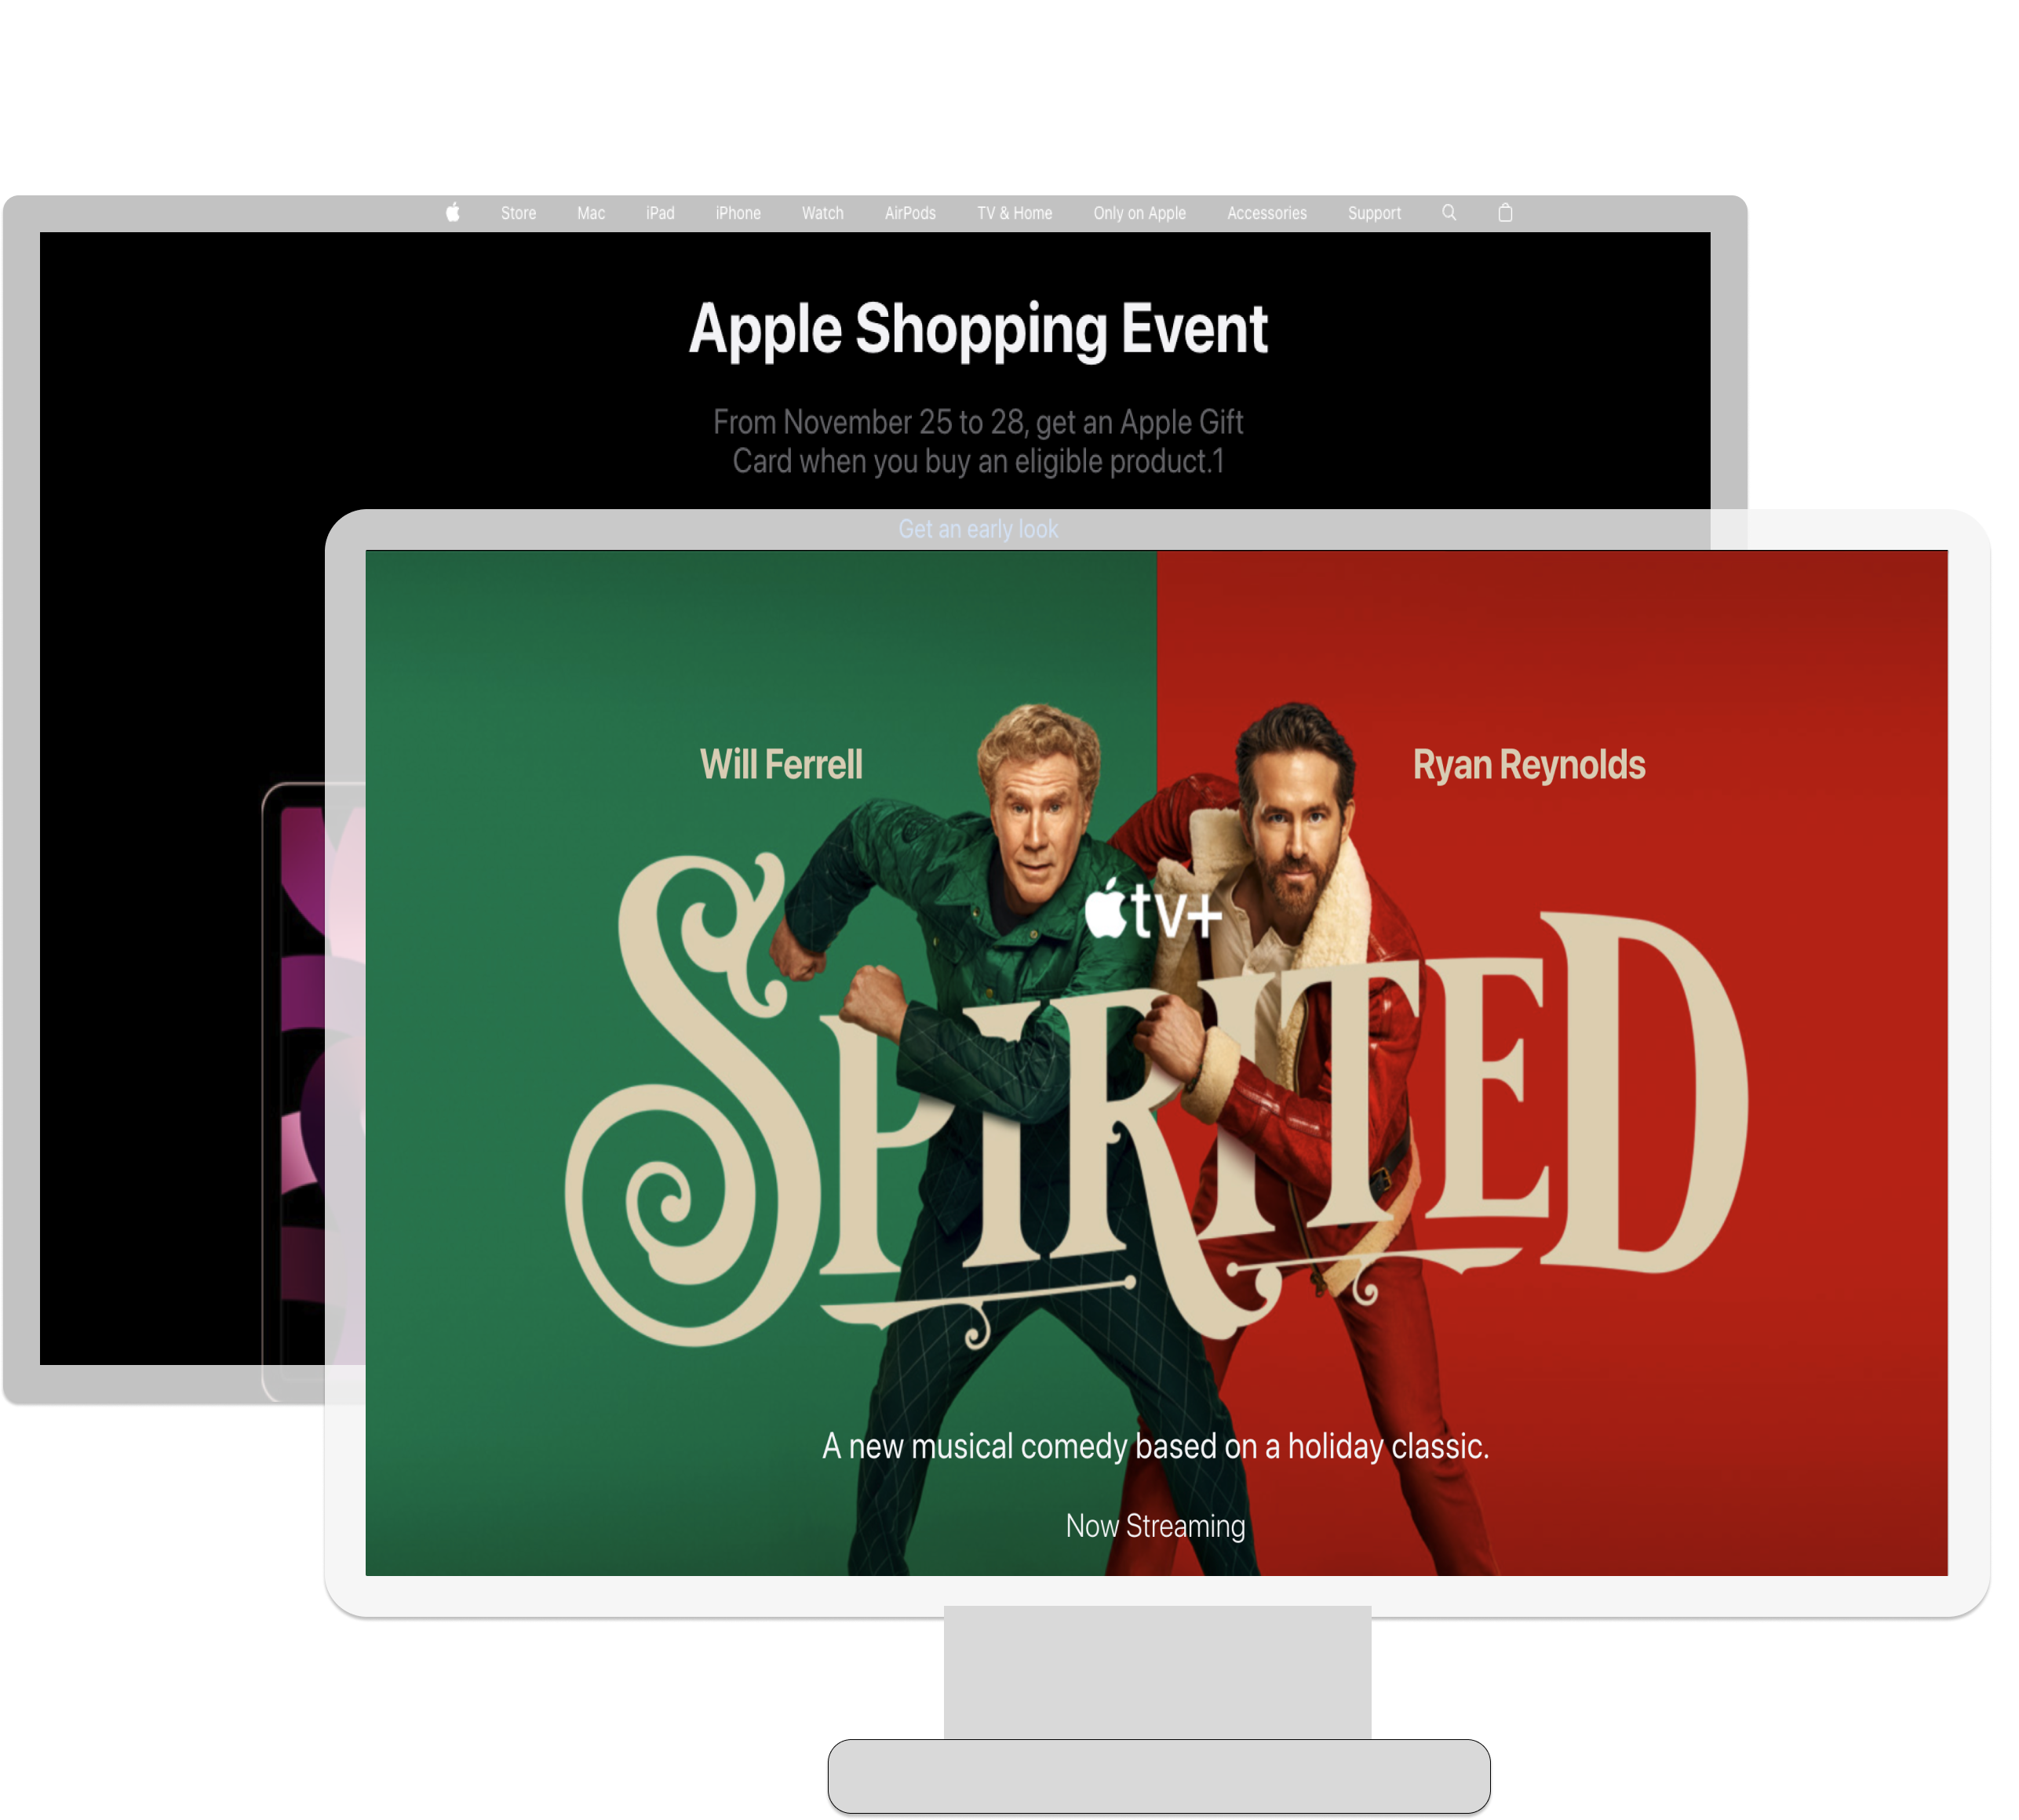 Store Mac iPad iPhone Watch AirPods TV & Home Only on Apple Accessories Support
Apple Shopping Event
From November 25 to 28, get an Apple Gift
Card when you buy an eligible product.1
Get an early look
Will Ferrell
Ryan Reynolds
tv+
SPIRITED
A new musical comedy based on a holiday classic.
Now Streaming